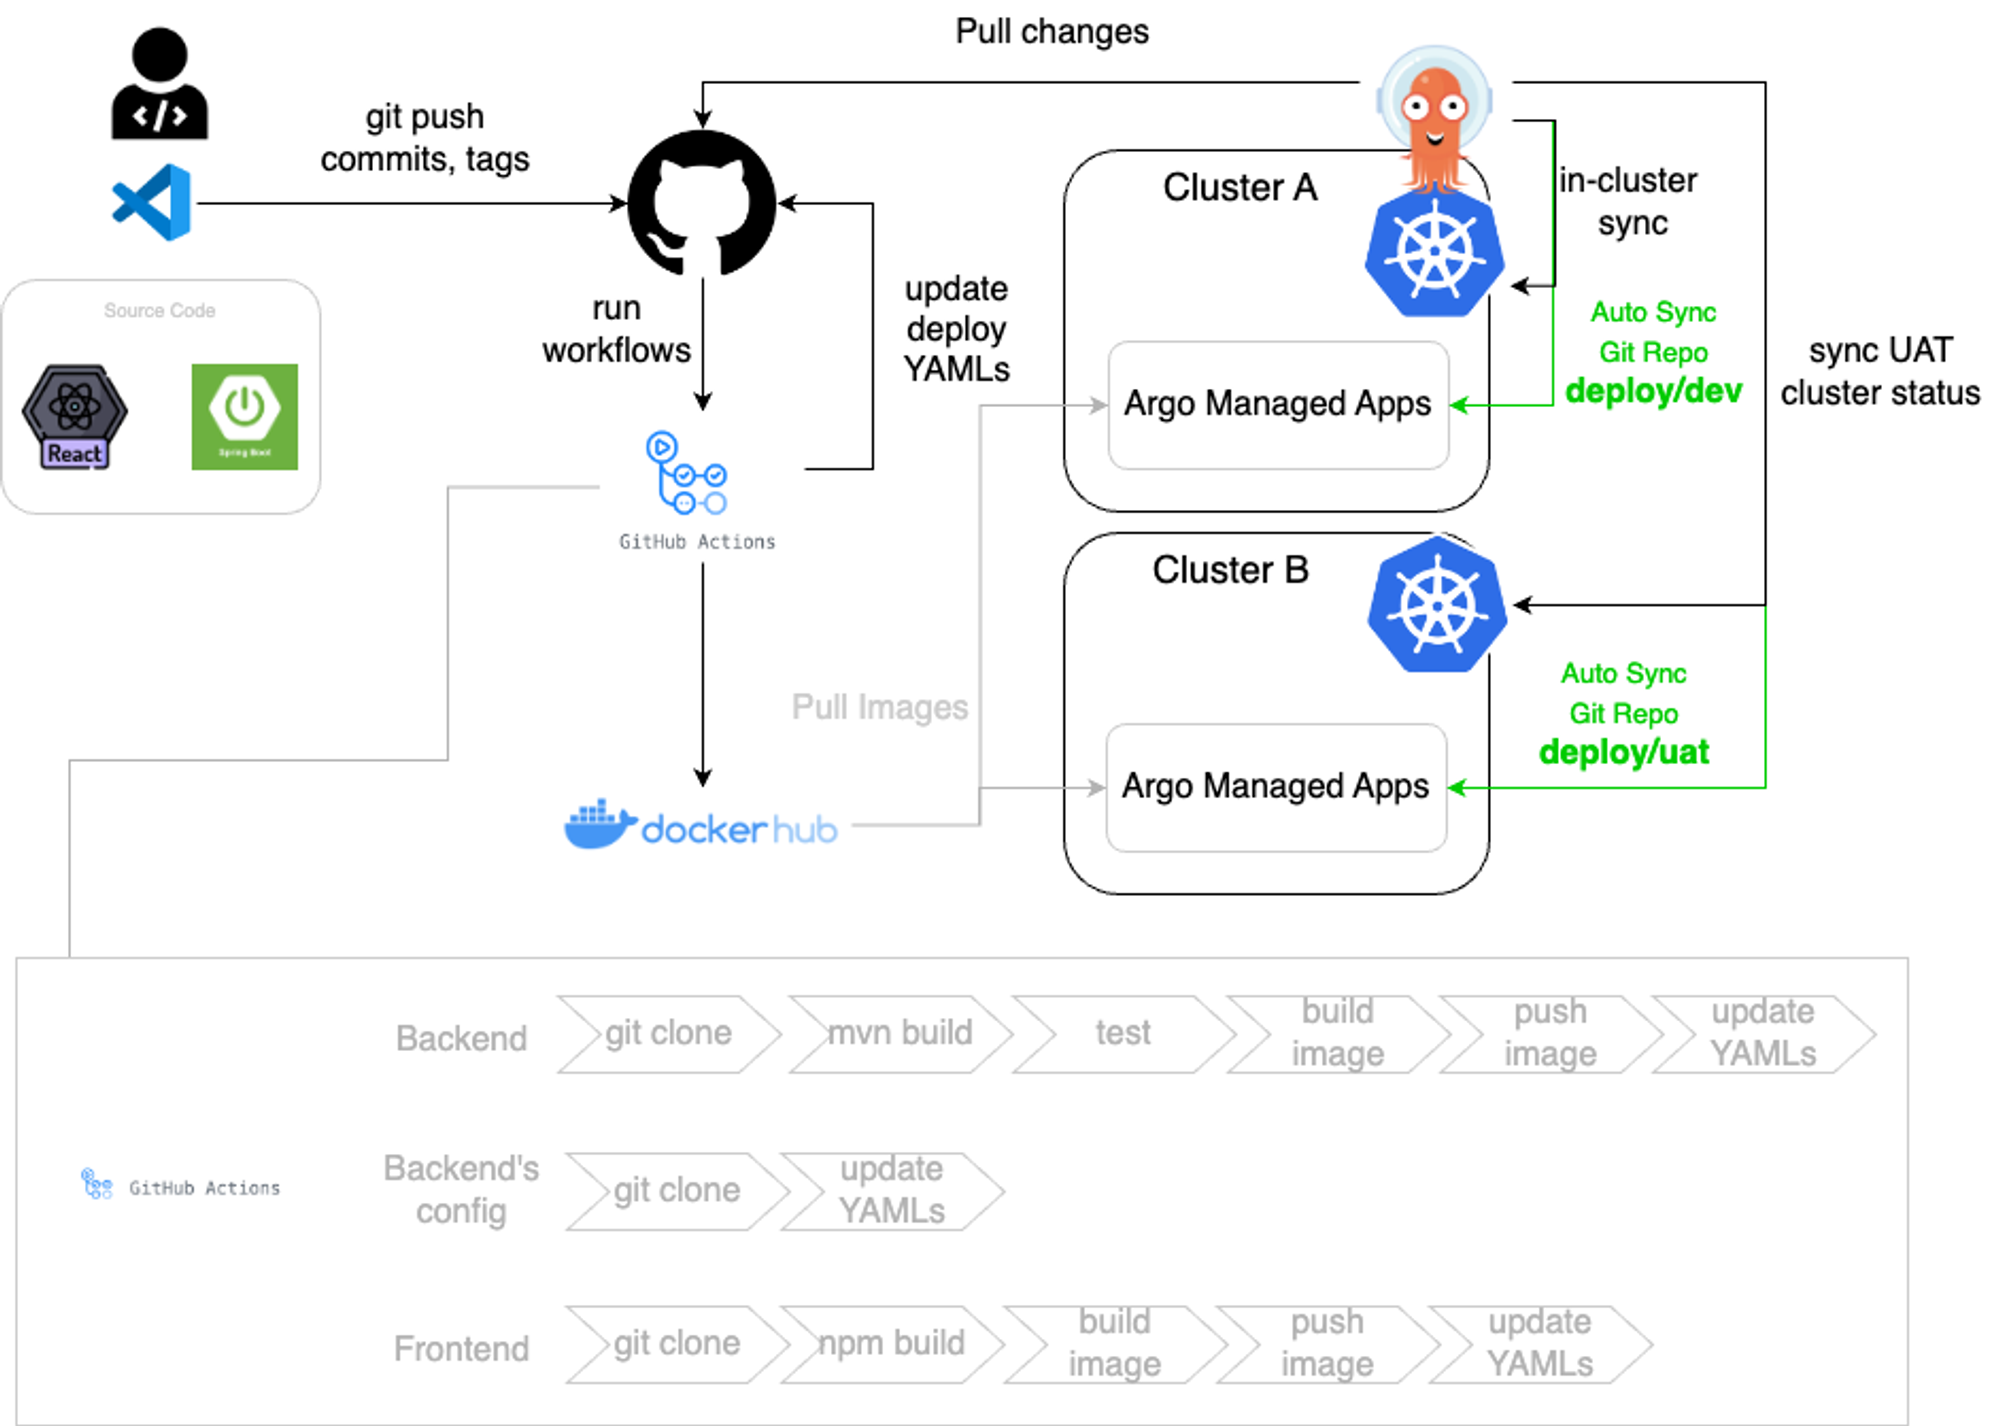 Pull changes
git push
commits, tags
</>
Source Code
React
Spring Boot
run
workflows
update
deploy
YAMLs
GitHub Actions
dockerhub
Pull Images
Cluster A
Argo Managed Apps
in-cluster
sync
Auto Sync
Git Repo
deploy/dev
sync UAT
cluster status
Cluster B
Argo Managed Apps
Auto Sync
Git Repo
deploy/uat
GitHub Actions
Backend
git clone
mvn build
test
build
image
push
image
update
YAMLs
Backend's
config
git clone
update
YAMLs
Frontend
git clone
npm build
build
image
push
image
update
YAMLs